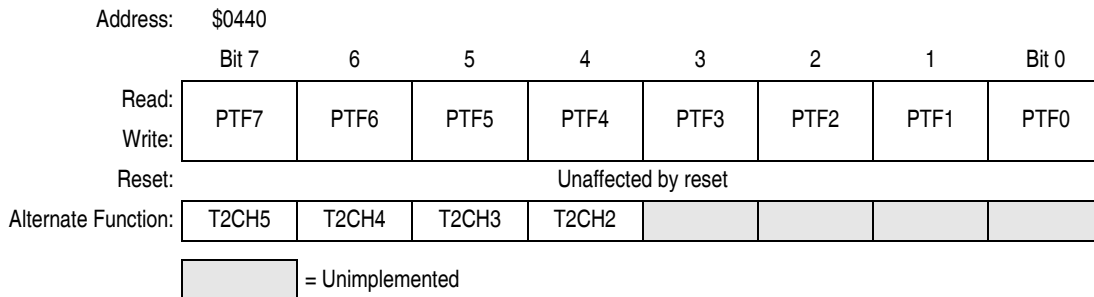 Address: $0440
Bit 7 6 5 4 3 2 1 Bit 0
Read:
PTF7 PTF6 PTF5 PTF4 PTF3 PTF2 PTF1 PTF0
Write:
Reset: Unaffected by reset
Alternate Function: T2CH5 T2CH4 T2CH3 T2CH2
= Unimplemented